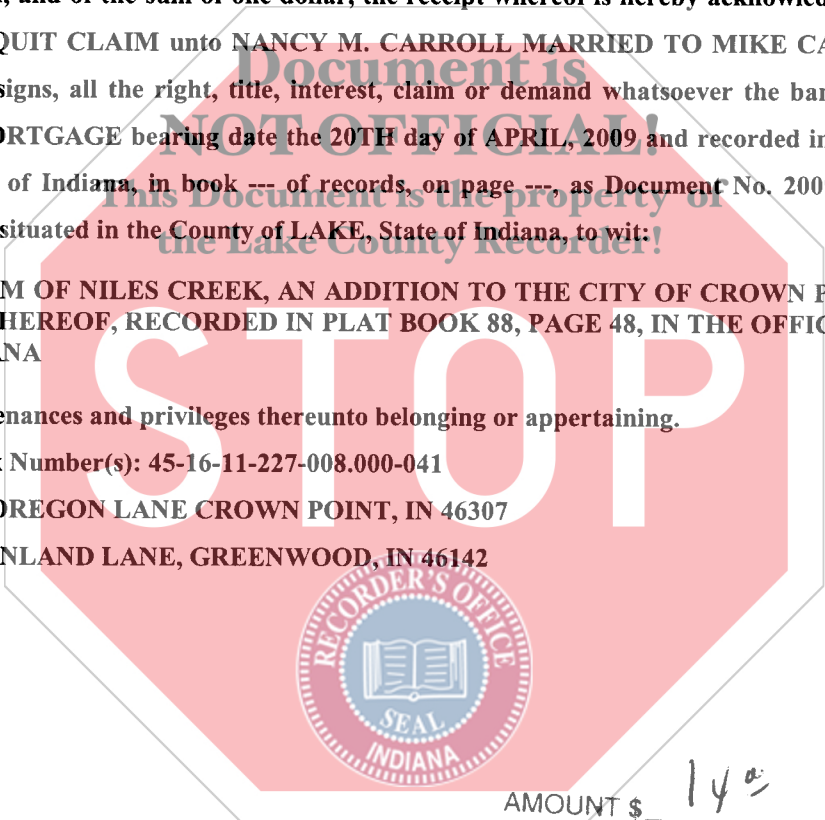 , and of the sum of one dollar, the receipt whereof is hereby acknowled
QUIT CLAIM unto NANCY M. CARROLL MARRIED TO MIKE CA
Document is
signs, all the right, title, interest, claim or demand whatsoever the ban
NOT OFFICIAL!
ORTGAGE bearing date the 20TH day of APRIL, 2009 and recorded in
of Indiana, in book --- of records, on page ---, as Document No. 200
This Document is the property of
situated in the County of LAKE, State of Indiana, to wit:
the Lake County Recorder!
M OF NILES CREEK, AN ADDITION TO THE CITY OF CROWN P
HEREOF, RECORDED IN PLAT BOOK 88, PAGE 48, IN THE OFFIC
ANA
STOP
enances and privileges thereunto belonging or appertaining.
Number(s): 45-16-11-227-008.000-041
OREGON LANE CROWN POINT, IN 46307
NLAND LANE, GREENWOOD, IN 46142
RECORDER'S OFFICE
SEAL
INDIANA
AMOUNT $ 14